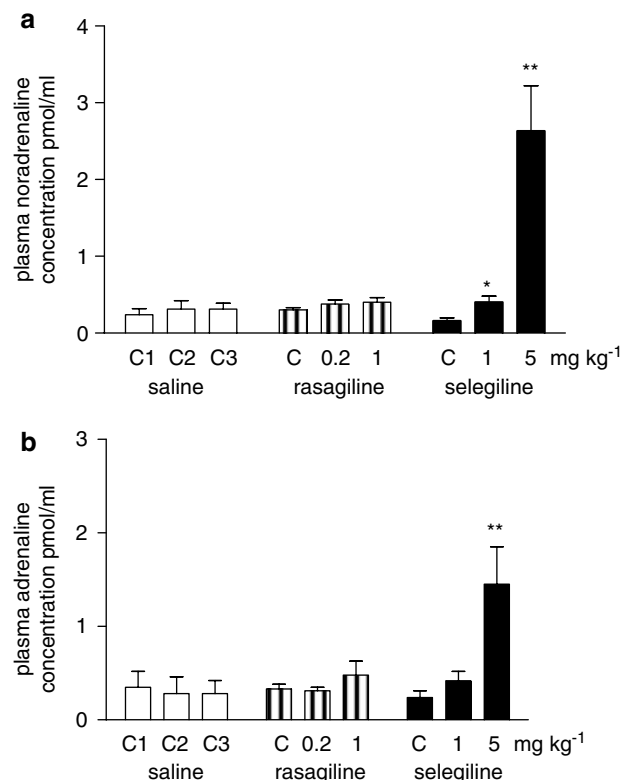 a
plasma noradrenaline
concentration pmol/ml
4
3
2
1
0
**
*
C1 C2 C3 C 0.2 1 C 1 5 mg kg⁻¹
saline rasagiline selegiline
b
plasma adrenaline
concentration pmol/ml
3
2
1
0
**
C1 C2 C3 C 0.2 1 C 1 5 mg kg⁻¹
saline rasagiline selegiline